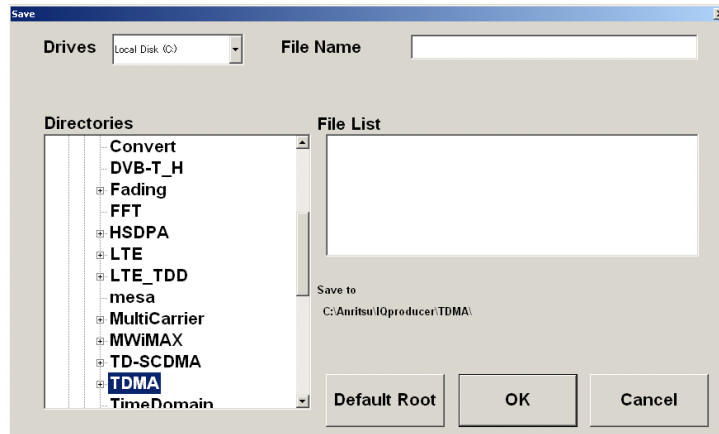 Save
Drives
Local Disk (C:)
File Name
Directories
File List
Convert
DVB-T_H
Fading
FFT
HSDPA
LTE
LTE_TDD
mesa
MultiCarrier
MWiMAX
TD-SCDMA
TDMA
TimeDomain
Save to
C:\Anritsu\IQproducer\TDMA\
Default Root
OK
Cancel